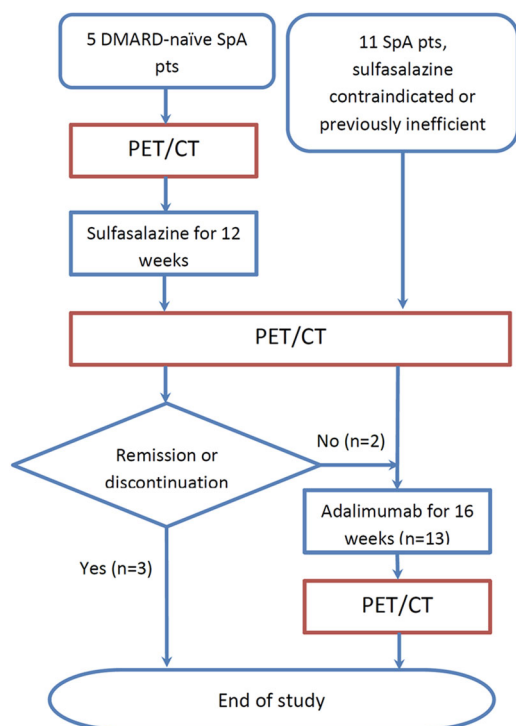 5 DMARD-naïve SpA
pts
11 SpA pts,
sulfasalazine
contraindicated or
previously inefficient
PET/CT
Sulfasalazine for 12
weeks
PET/CT
Remission or
discontinuation
No (n=2)
Adalimumab for 16
weeks (n=13)
Yes (n=3)
PET/CT
End of study